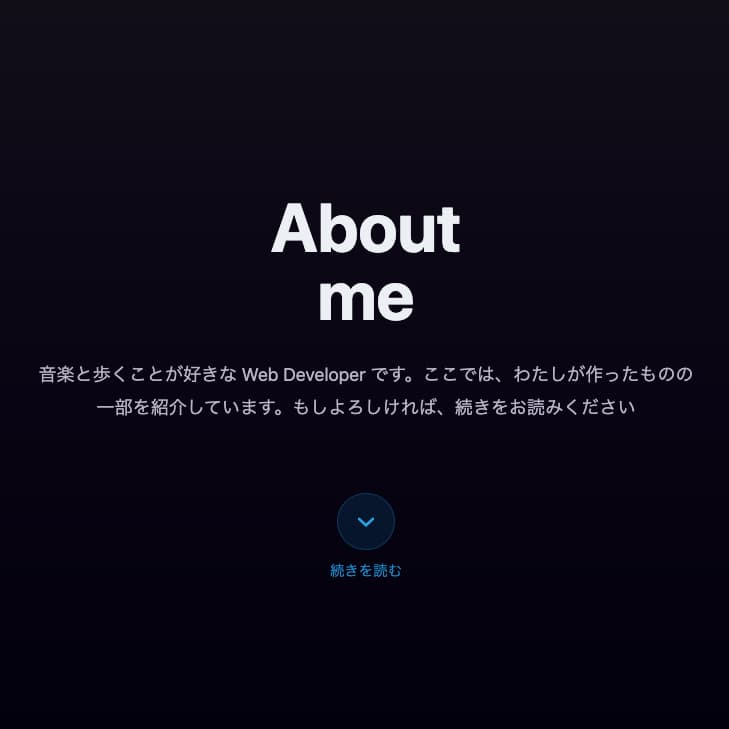 About
me
音楽と歩くことが好きな Web Developer です。ここでは、わたしが作ったものの
一部を紹介しています。もしよろしければ、続きをお読みください
続きを読む